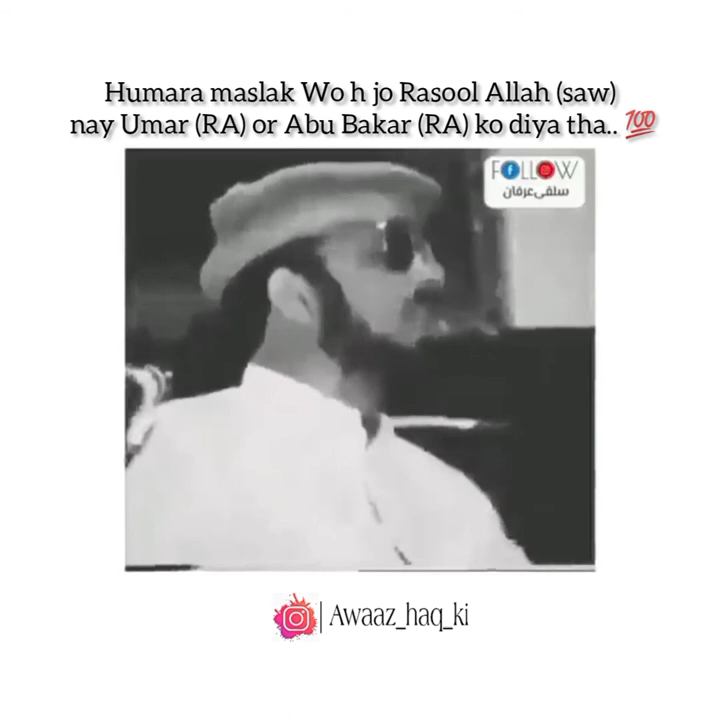 Humara maslak Wo h jo Rasool Allah (saw)
nay Umar (RA) or Abu Bakar (RA) ko diya tha.. 💯
FOLLOW
سلفی عرفان
Awaaz_haq_ki